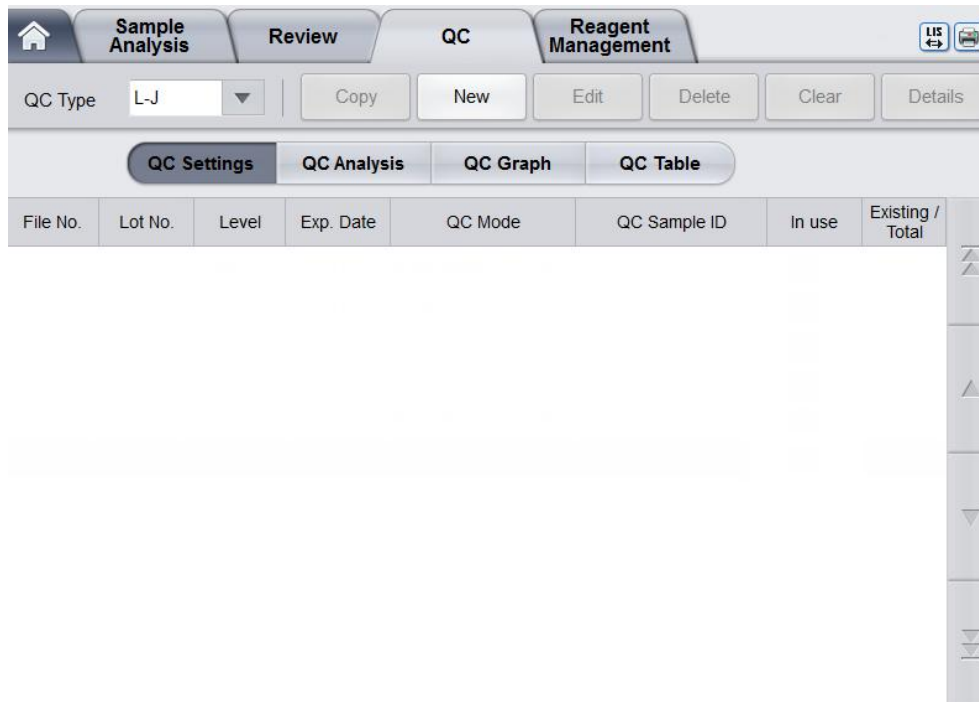 Sample Analysis
Review
QC
Reagent Management
LIS
QC Type
L-J
Copy
New
Edit
Delete
Clear
Details
QC Settings
QC Analysis
QC Graph
QC Table
File No.
Lot No.
Level
Exp. Date
QC Mode
QC Sample ID
In use
Existing /
Total